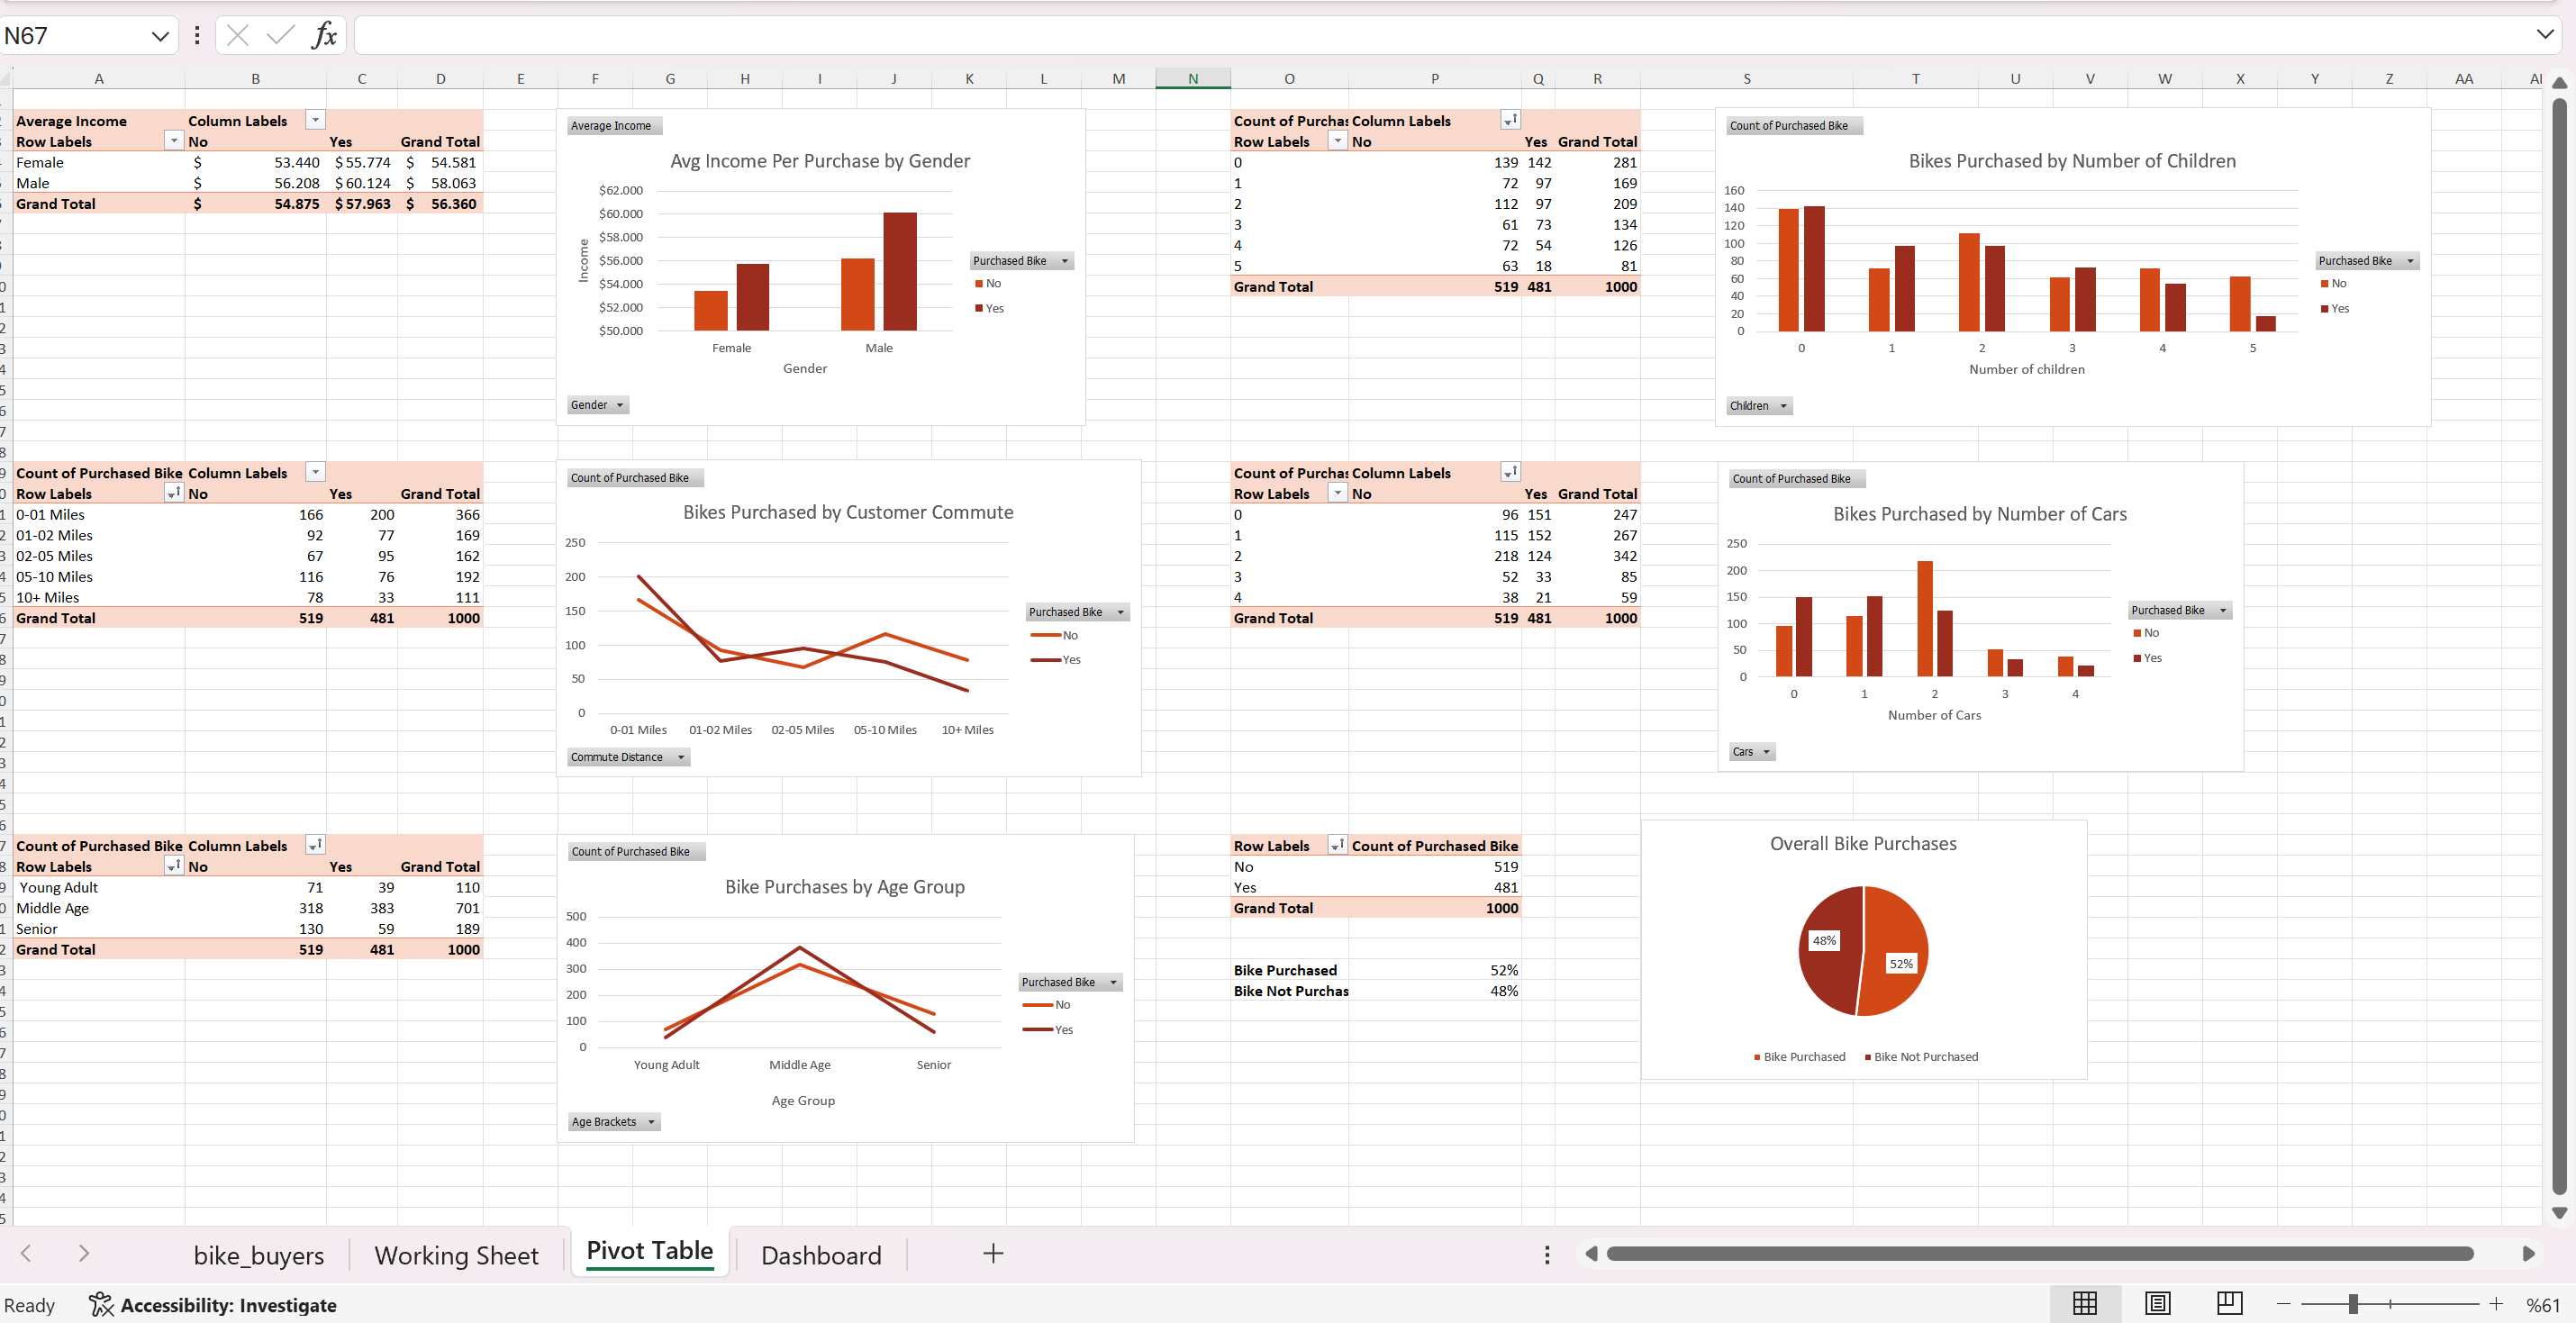 N67
fx
A B C D E F G H I J K L M N O P Q R S T U V W X Y Z AA
Average Income Column Labels
Row Labels No Yes Grand Total
Female $ 53.440 $ 55.774 $ 54.581
Male $ 56.208 $ 60.124 $ 58.063
Grand Total $ 54.875 $ 57.963 $ 56.360
Average Income
Avg Income Per Purchase by Gender
$62.000
$60.000
$58.000
$56.000
$54.000
$52.000
$50.000
Income
Female Male
Gender
Purchased Bike
No
Yes
Gender
Count of Purchas Column Labels
Row Labels No Yes Grand Total
0 139 142 281
1 72 97 169
2 112 97 209
3 61 73 134
4 72 54 126
5 63 18 81
Grand Total 519 481 1000
Count of Purchased Bike
Bikes Purchased by Number of Children
160
140
120
100
80
60
40
20
0
0 1 2 3 4 5
Number of children
Purchased Bike
No
Yes
Children
Count of Purchased Bike Column Labels
Row Labels No Yes Grand Total
0-01 Miles 166 200 366
01-02 Miles 92 77 169
02-05 Miles 67 95 162
05-10 Miles 116 76 192
10+ Miles 78 33 111
Grand Total 519 481 1000
Count of Purchased Bike
Bikes Purchased by Customer Commute
250
200
150
100
50
0
0-01 Miles 01-02 Miles 02-05 Miles 05-10 Miles 10+ Miles
Purchased Bike
No
Yes
Commute Distance
Count of Purchas Column Labels
Row Labels No Yes Grand Total
0 96 151 247
1 115 152 267
2 218 124 342
3 52 33 85
4 38 21 59
Grand Total 519 481 1000
Count of Purchased Bike
Bikes Purchased by Number of Cars
250
200
150
100
50
0
0 1 2 3 4
Number of Cars
Purchased Bike
No
Yes
Cars
Count of Purchased Bike Column Labels
Row Labels No Yes Grand Total
Young Adult 71 39 110
Middle Age 318 383 701
Senior 130 59 189
Grand Total 519 481 1000
Count of Purchased Bike
Bike Purchases by Age Group
500
400
300
200
100
0
Young Adult Middle Age Senior
Age Group
Purchased Bike
No
Yes
Age Brackets
Row Labels Count of Purchased Bike
No 519
Yes 481
Grand Total 1000
Bike Purchased 52%
Bike Not Purchas 48%
Overall Bike Purchases
48%
52%
Bike Purchased Bike Not Purchased
bike_buyers Working Sheet Pivot Table Dashboard
Ready Accessibility: Investigate %61